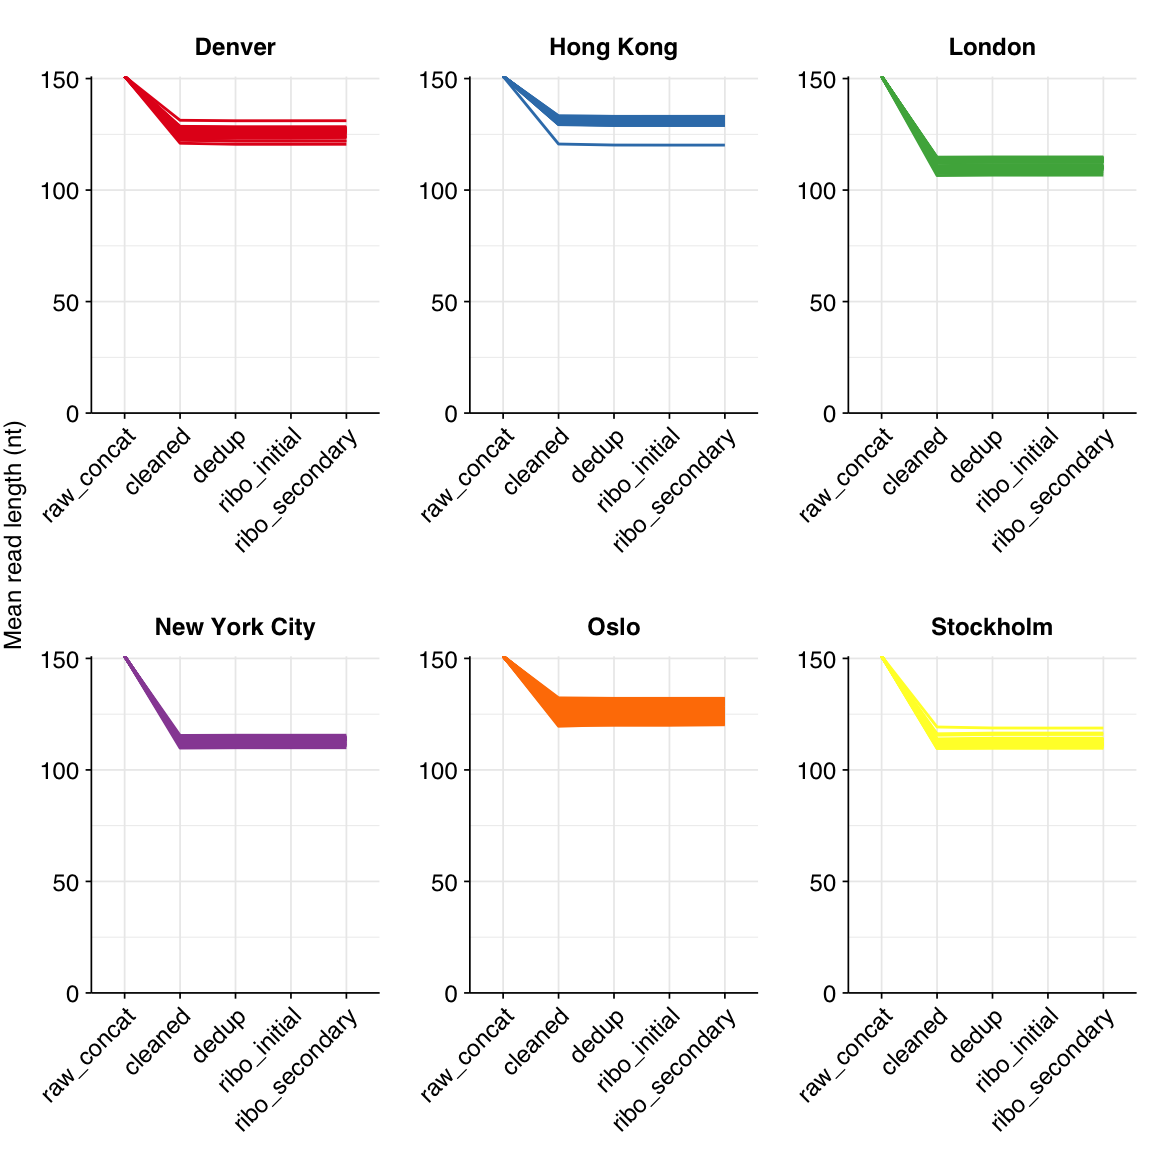 Denver
Hong Kong
London
150
100
50
0
raw_concat
cleaned
dedup
ribo_initial
ribo_secondary
150
100
50
0
raw_concat
cleaned
dedup
ribo_initial
ribo_secondary
150
100
50
0
raw_concat
cleaned
dedup
ribo_initial
ribo_secondary
Mean read length (nt)
New York City
Oslo
Stockholm
150
100
50
0
raw_concat
cleaned
dedup
ribo_initial
ribo_secondary
150
100
50
0
raw_concat
cleaned
dedup
ribo_initial
ribo_secondary
150
100
50
0
raw_concat
cleaned
dedup
ribo_initial
ribo_secondary